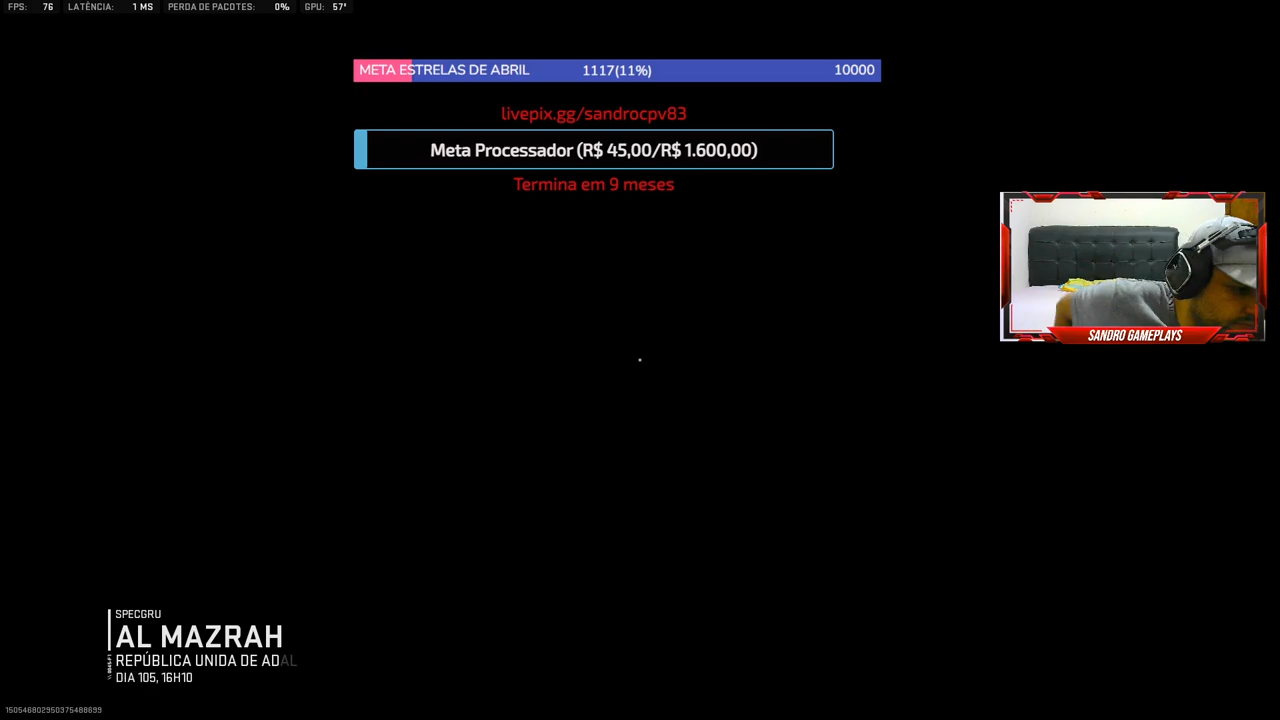 FPS: 76 LATÊNCIA: 1 MS PERDA DE PACOTES: 0% GPU: 57°
META ESTRELAS DE ABRIL 1117(11%) 10000
livepix.gg/sandrocpv83
Meta Processador (R$ 45,00/R$ 1.600,00)
Termina em 9 meses
SANDRO GAMEPLAYS
SPECGRU
AL MAZRAH
REPÚBLICA UNIDA DE ADAL
DIA 105, 16H10
15054680295037548869​9